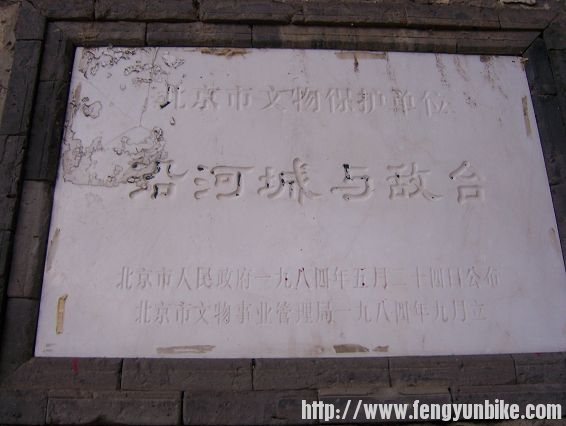 北京市文物保护单位
沿河城与敌台
北京市人民政府一九八四年五月二十四日公布
北京市文物事业管理局一九八四年九月立
http://www.fengyunbike.com/